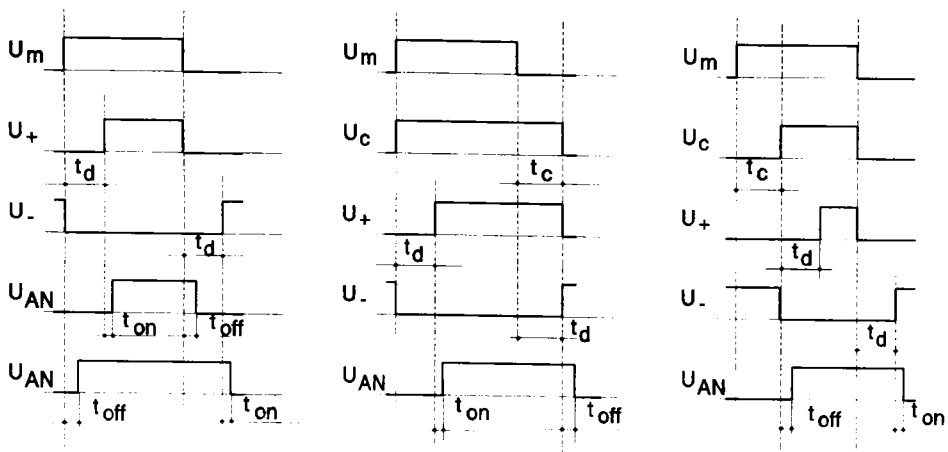 U_m
U_+
t_d
U_-
t_d
U_AN
t_on t_off
U_AN
t_off t_on
U_m
U_c
t_c
U_+
t_d
U_-
t_d
U_AN
t_on t_off
U_m
U_c
t_c
U_+
t_d
U_-
t_d
U_AN
t_off t_on